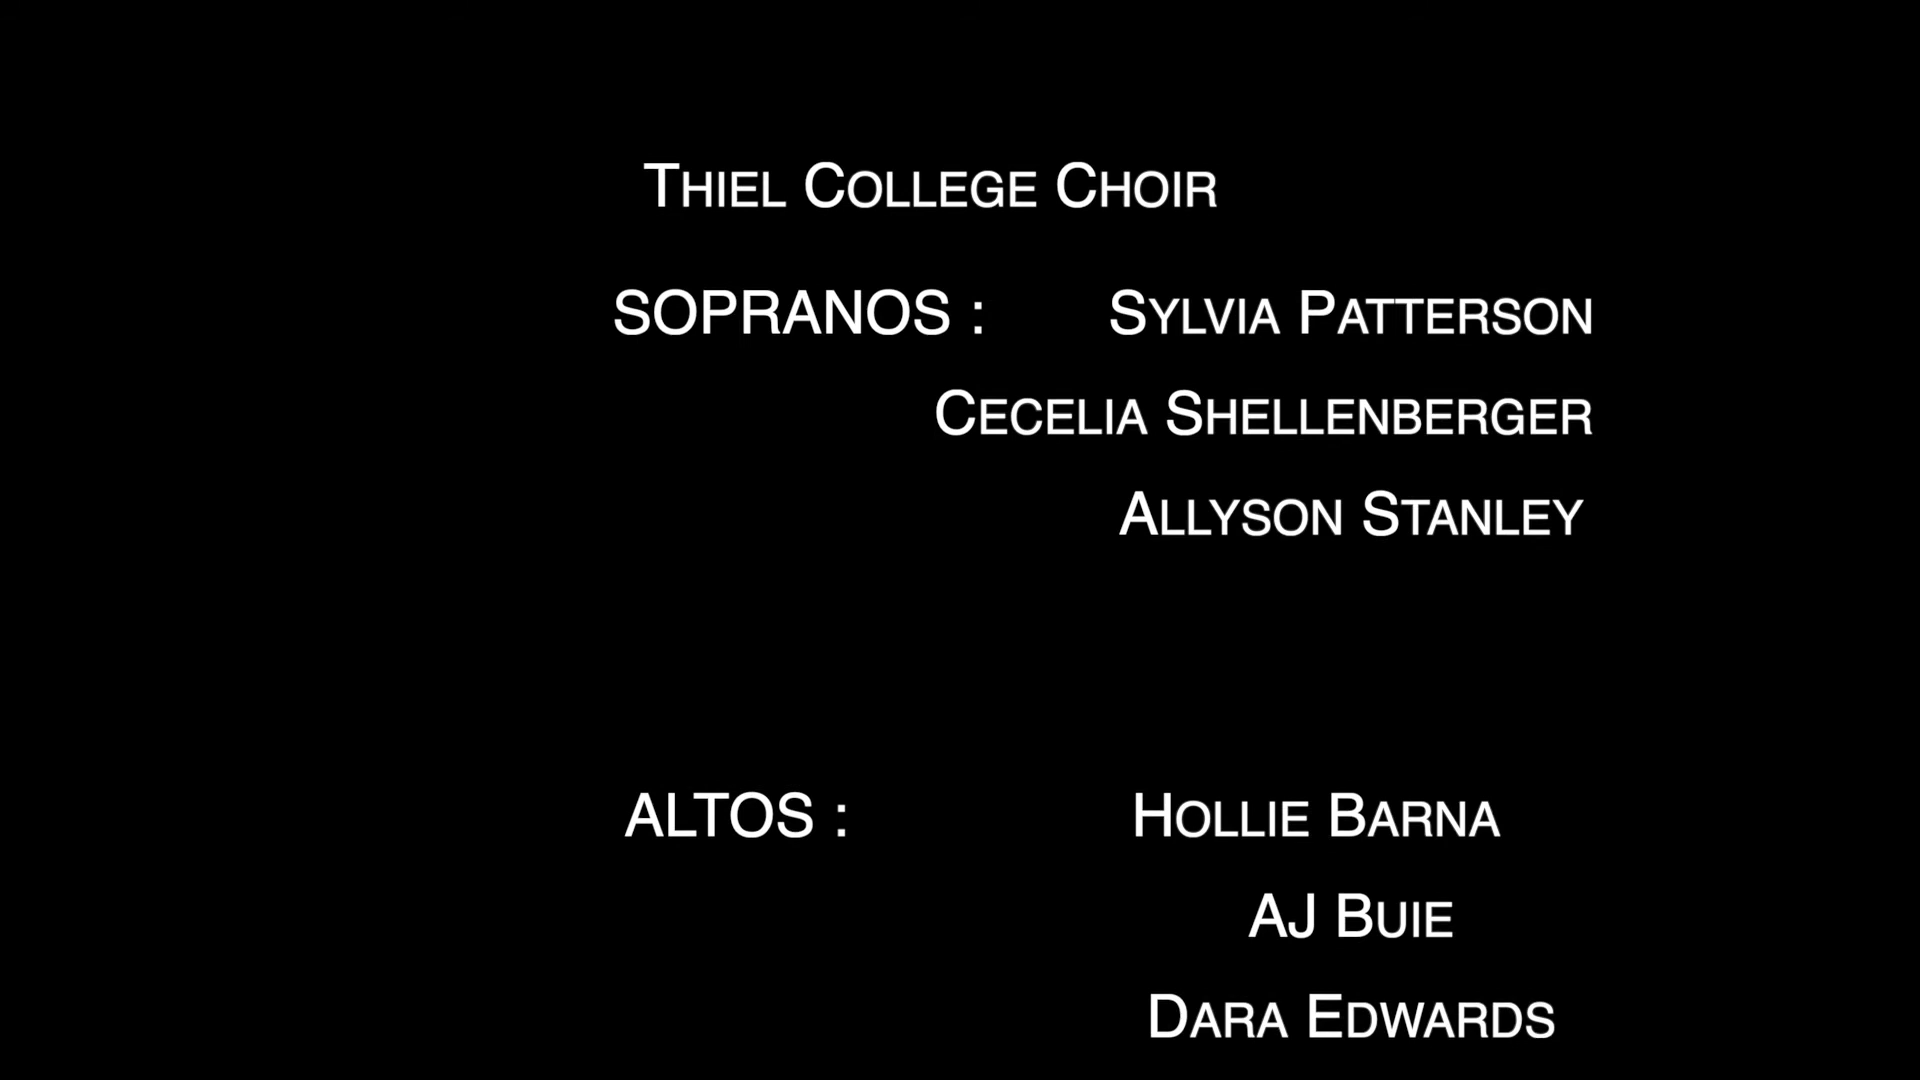 Thiel College Choir
SOPRANOS : Sylvia Patterson
Cecelia Shellenberger
Allyson Stanley
ALTOS : Hollie Barna
AJ Buie
Dara Edwards